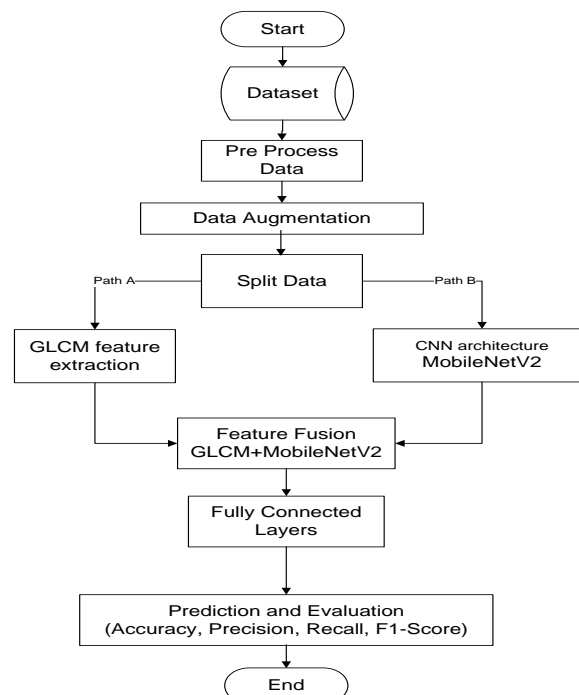 Start
Dataset
Pre Process
Data
Data Augmentation
Split Data
Path A
Path B
GLCM feature
extraction
CNN architecture
MobileNetV2
Feature Fusion
GLCM+MobileNetV2
Fully Connected
Layers
Prediction and Evaluation
(Accuracy, Precision, Recall, F1-Score)
End